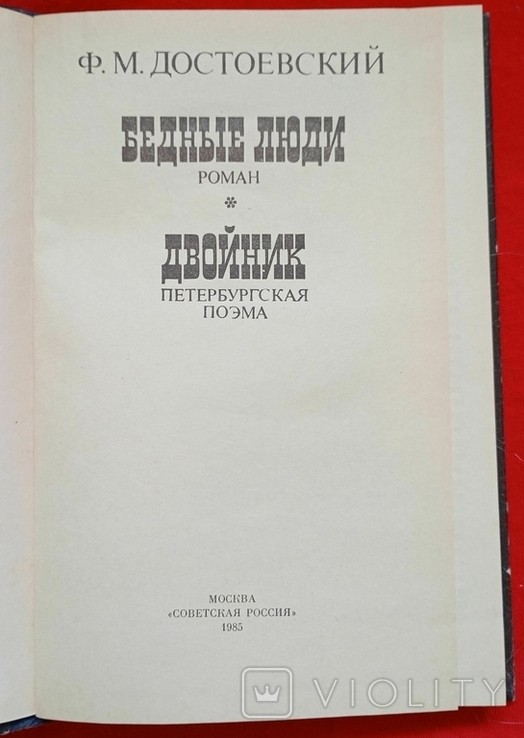 Ф. М. ДОСТОЕВСКИЙ
БЕДНЫЕ ЛЮДИ
РОМАН
*
ДВОЙНИК
ПЕТЕРБУРГСКАЯ
ПОЭМА
МОСКВА
«СОВЕТСКАЯ РОССИЯ»
1985
VIOLITY